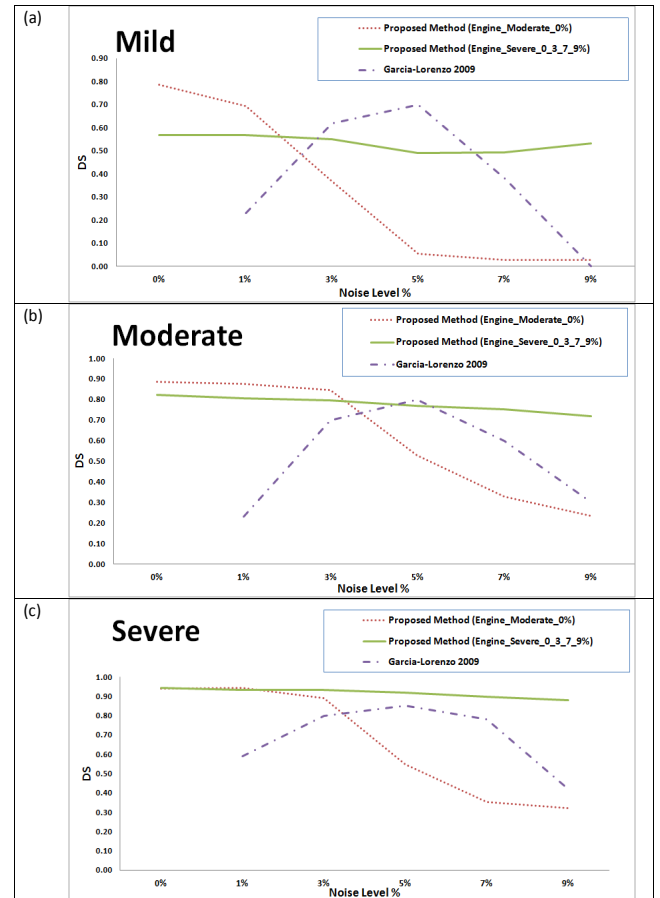 (a)
Mild
Proposed Method (Engine_Moderate_0%)
Proposed Method (Engine_Severe_0_3_7_9%)
Garcia-Lorenzo 2009
0.90
0.80
0.70
0.60
0.50
0.40
0.30
0.20
0.10
0.00
DS
0% 1% 3% 5% 7% 9%
Noise Level %
(b)
Moderate
Proposed Method (Engine_Moderate_0%)
Proposed Method (Engine_Severe_0_3_7_9%)
Garcia-Lorenzo 2009
1.00
0.90
0.80
0.70
0.60
0.50
0.40
0.30
0.20
0.10
0.00
DS
0% 1% 3% 5% 7% 9%
Noise Level %
(c)
Severe
Proposed Method (Engine_Moderate_0%)
Proposed Method (Engine_Severe_0_3_7_9%)
Garcia-Lorenzo 2009
1.00
0.90
0.80
0.70
0.60
0.50
0.40
0.30
0.20
0.10
0.00
DS
0% 1% 3% 5% 7% 9%
Noise Level %